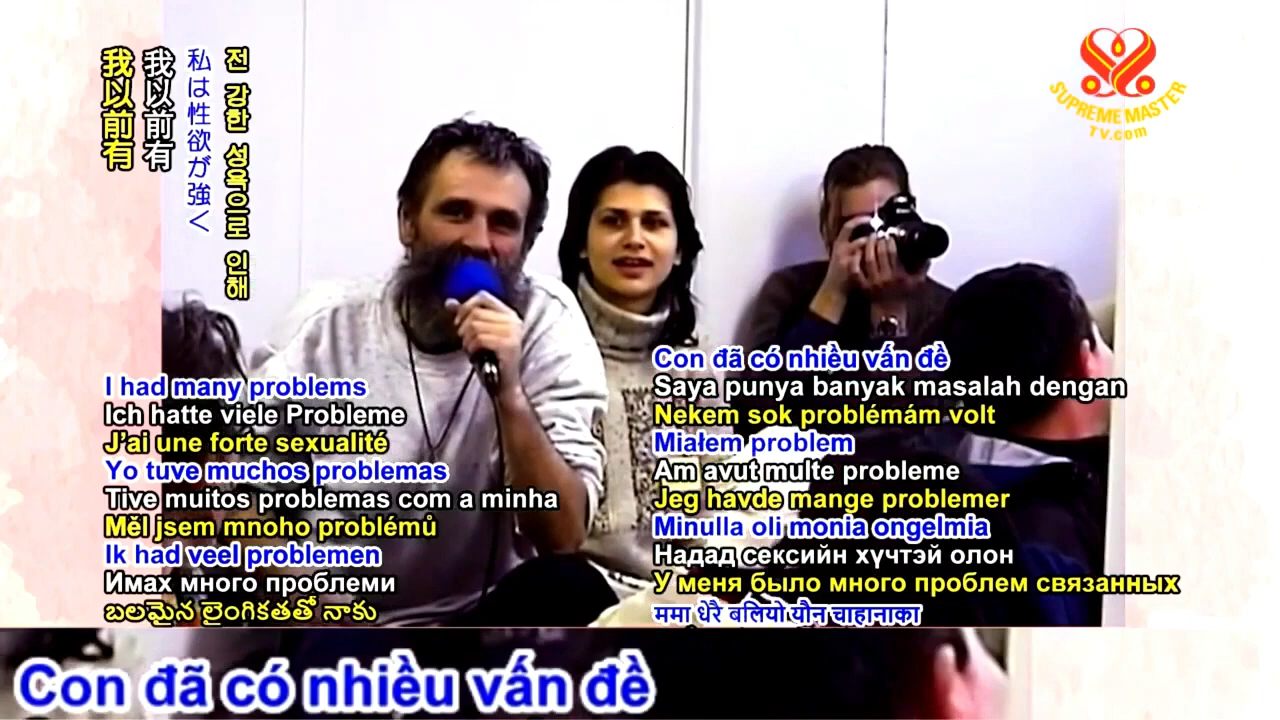 我以前有
我以前有
私は性欲が強く
전 강한 성욕으로 인해
SUPREME MASTER
TV.com
I had many problems
Ich hatte viele Probleme
J’ai une forte sexualité
Yo tuve muchos problemas
Tive muitos problemas com a minha
Měl jsem mnoho problémů
Ik had veel problemen
Имах много проблеми
బలమైన లైంగికతతో నాకు
Con đã có nhiều vấn đề
Saya punya banyak masalah dengan
Nekem sok problémám volt
Miałem problem
Am avut multe probleme
Jeg havde mange problemer
Minulla oli monia ongelmia
Надад сексийн хүчтэй олон
У меня было много проблем связанных
ममा धेरै बलियो यौन चाहानाका
Con đã có nhiều vấn đề